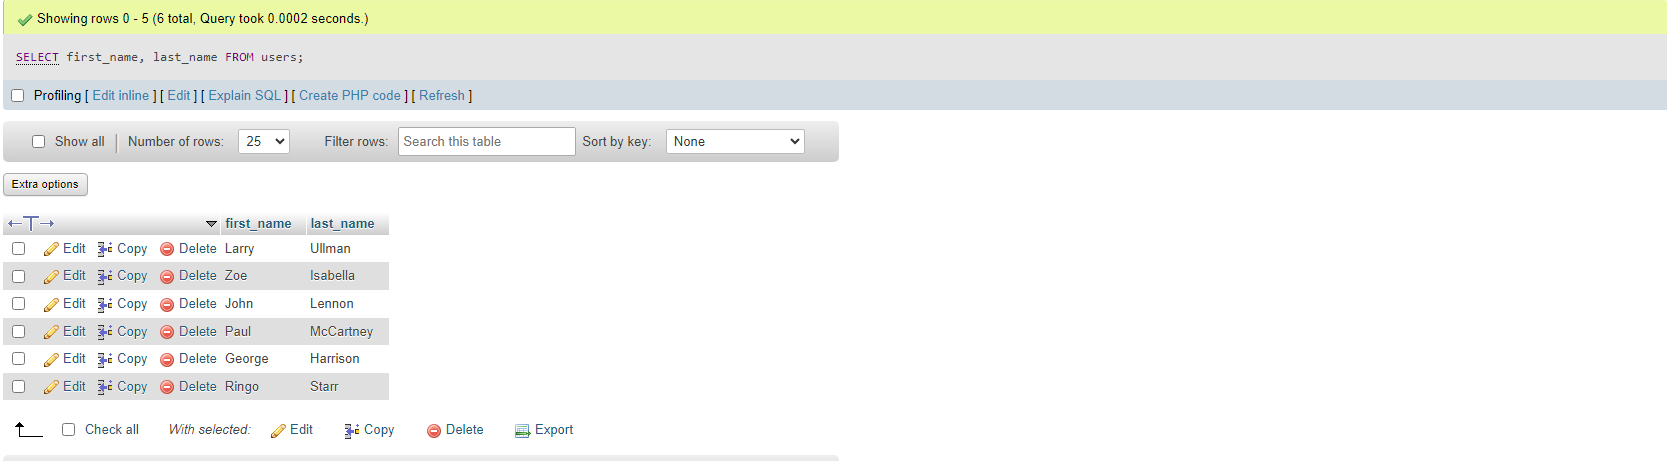 Showing rows 0 - 5 (6 total, Query took 0.0002 seconds.)
SELECT first_name, last_name FROM users;
Profiling [ Edit inline ] [ Edit ] [ Explain SQL ] [ Create PHP code ] [ Refresh ]
Show all Number of rows: 25 Filter rows: Search this table Sort by key: None
Extra options
first_name last_name
Edit Copy Delete Larry Ullman
Edit Copy Delete Zoe Isabella
Edit Copy Delete John Lennon
Edit Copy Delete Paul McCartney
Edit Copy Delete George Harrison
Edit Copy Delete Ringo Starr
Check all With selected: Edit Copy Delete Export